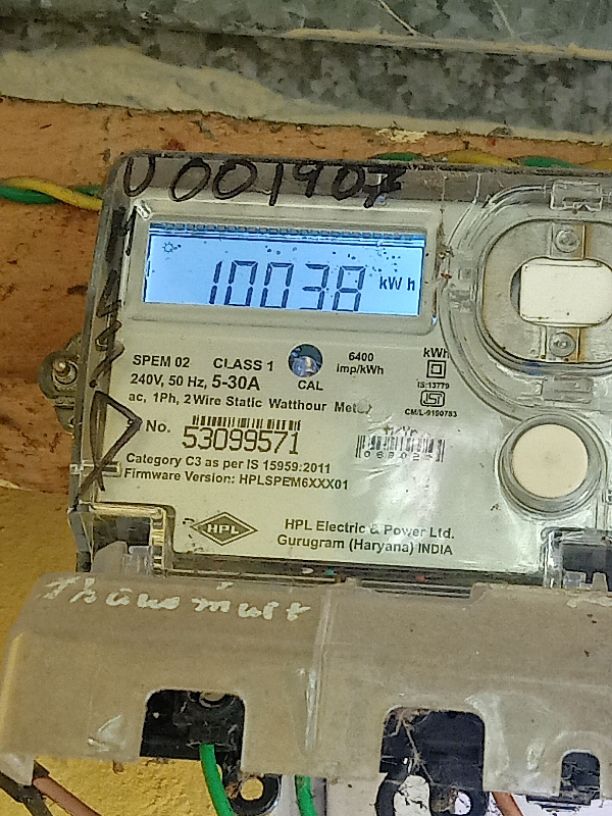 U001907
10038 kWh
SPEM 02 CLASS 1 CAL 6400 imp/kWh kWh
240V, 50 Hz, 5-30A
IS:13779
ac, 1Ph, 2Wire Static Watthour Meter
CM/L-9190783
No. 53099571
Category C3 as per IS 15959:2011
Firmware Version: HPLSPEM6XXX01
HPL
HPL Electric & Power Ltd.
Gurugram (Haryana) INDIA